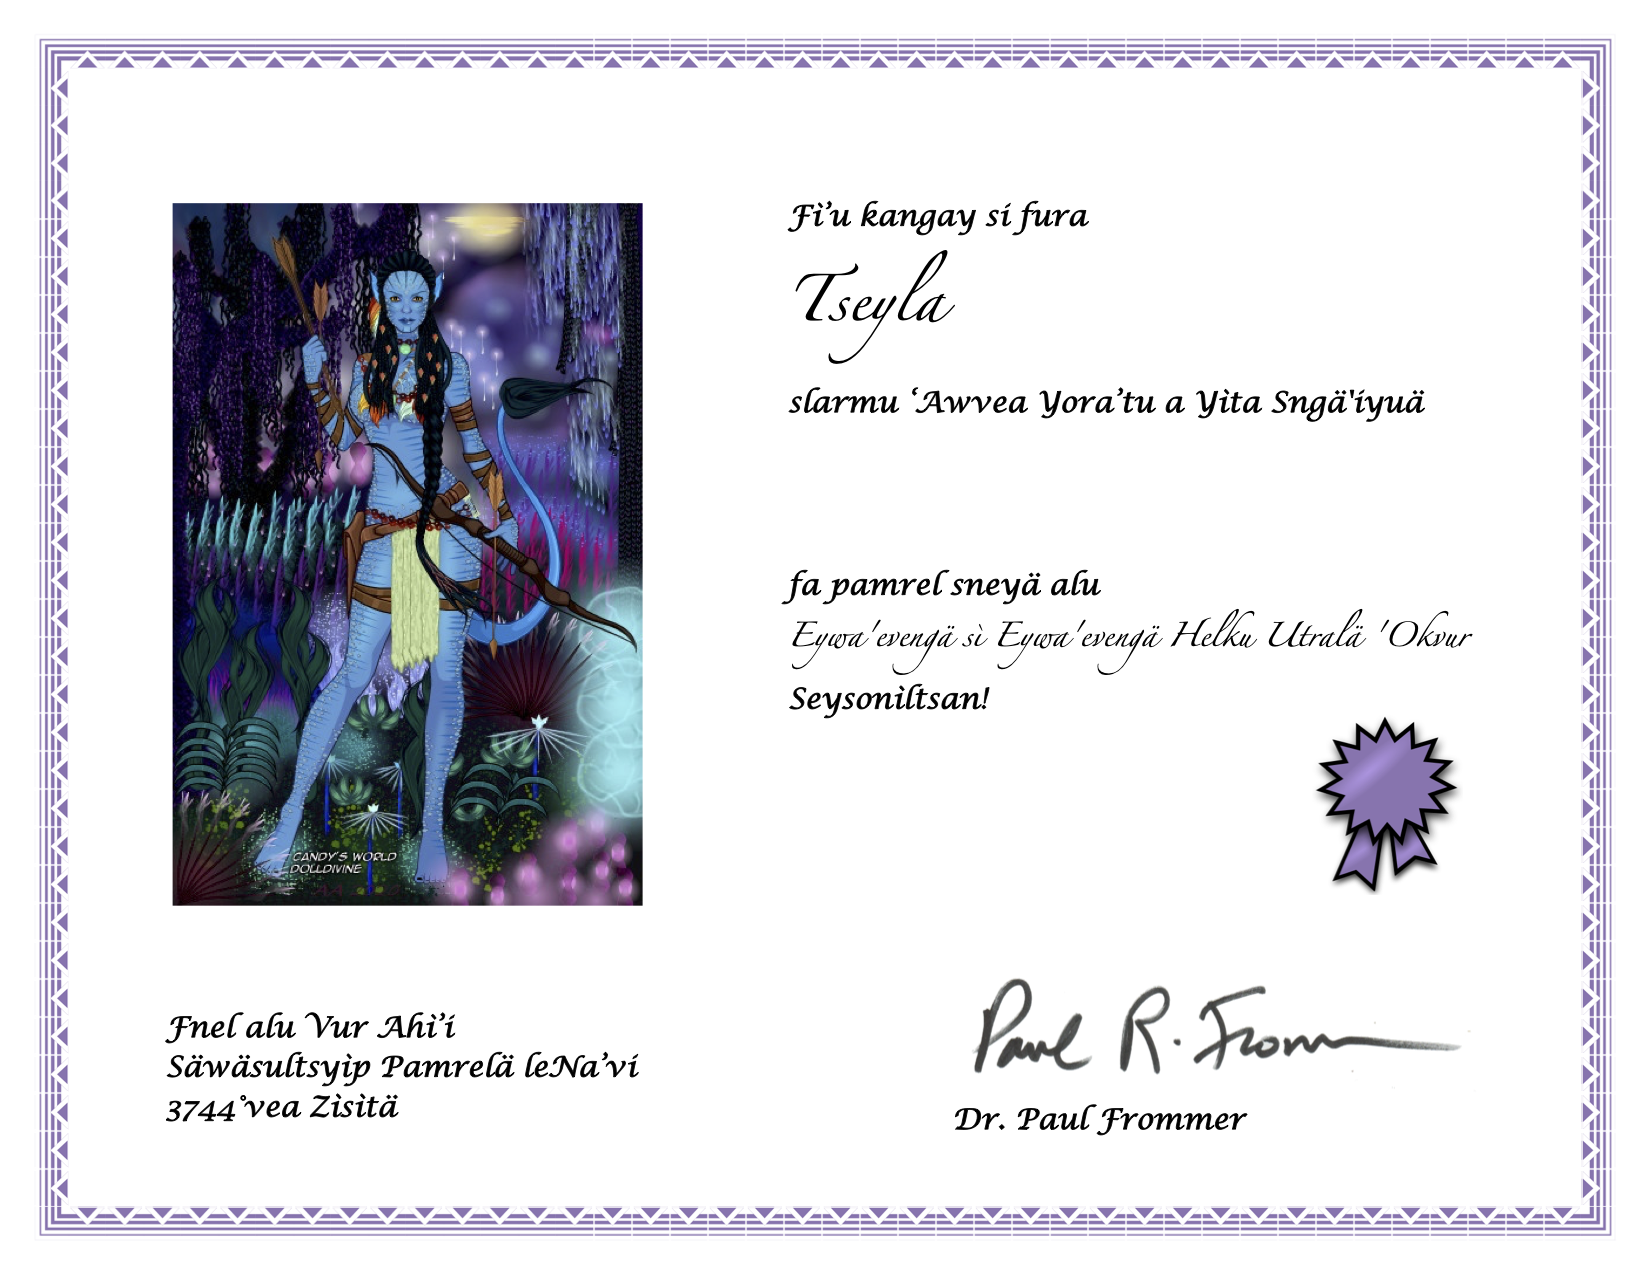 Fì’u kangay si fura
Tseyla
slarmu ‘Awvea Yora’tu a Yìta Sngä'iyuä
fa pamrel sneyä alu
Eywa'evengä sì Eywa'evengä Helku Utralä 'Okvur
Seysonìltsan!
CANDY'S WORLD
DOLLDIVINE
Fnel alu Vur Ahì’i
Säwäsultsyìp Pamrelä leNa’vi
3744°vea Zìsìtä
Paul R. Frommer
Dr. Paul Frommer